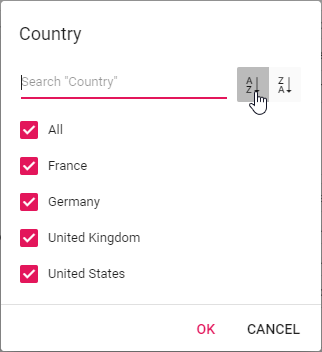 Country
Search "Country"
A
Z
Z
A
All
France
Germany
United Kingdom
United States
OK CANCEL